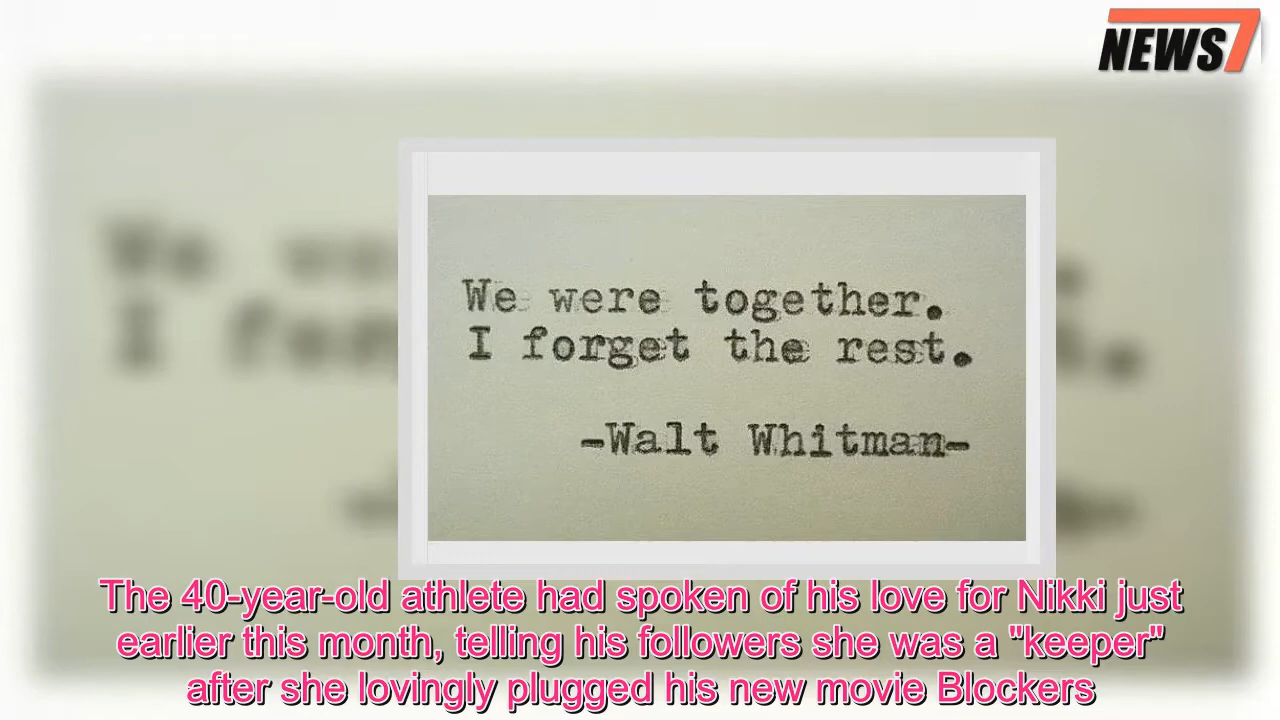 NEWS7
We were together.
I forget the rest.
-Walt Whitman-
The 40-year-old athlete had spoken of his love for Nikki just
earlier this month, telling his followers she was a "keeper"
after she lovingly plugged his new movie Blockers